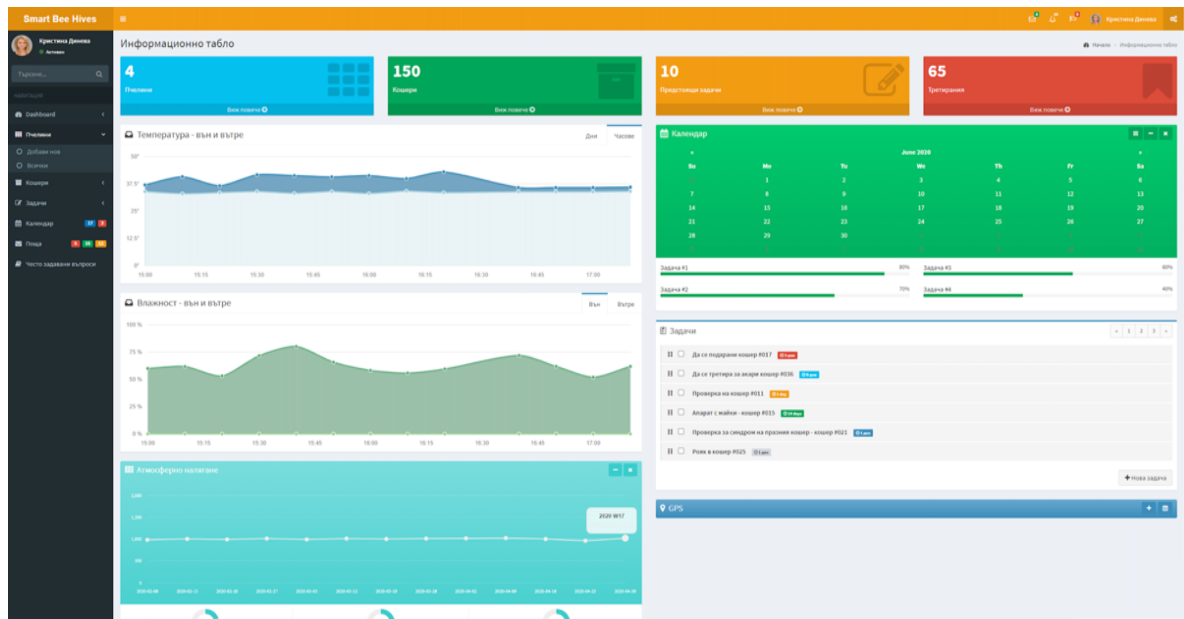 Smart Bee Hives
Кристина Динева
Кристина Динева
Активен
Търсене...
НАВИГАЦИЯ
Dashboard
Пчелини
Добави нов
Всички
Кошери
Задачи
Календар
Поща
Често задавани въпроси
Информационно табло
Начало
Информационно табло
4
Пчелини
Виж повече
150
Кошери
Виж повече
10
Предстоящи задачи
Виж повече
65
Третирания
Виж повече
Температура - вън и вътре
Дни
Часове
50°
37.5°
25°
12.5°
0°
15:00 15:15 15:30 15:45 16:00 16:15 16:30 16:45 17:00
Влажност - вън и вътре
Вън
Вътре
100 %
75 %
50 %
25 %
0 %
15:00 15:15 15:30 15:45 16:00 16:15 16:30 16:45 17:00
Атмосферно налягане
2020 W17
Календар
« June 2020 »
Su Mo Tu We Th Fr Sa
1 2 3 4 5 6
7 8 9 10 11 12 13
14 15 16 17 18 19 20
21 22 23 24 25 26 27
28 29 30
Задача #1 90%
Задача #3 60%
Задача #2 70%
Задача #4 40%
Задачи
« 1 2 3 »
Да се подхрани кошер #017
Да се третира за акари кошер #036
Проверка на кошер #011
Апарат с майки - кошер #015
Проверка за синдром на празния кошер - кошер #021
Рояк в кошер #025
Нова задача
GPS